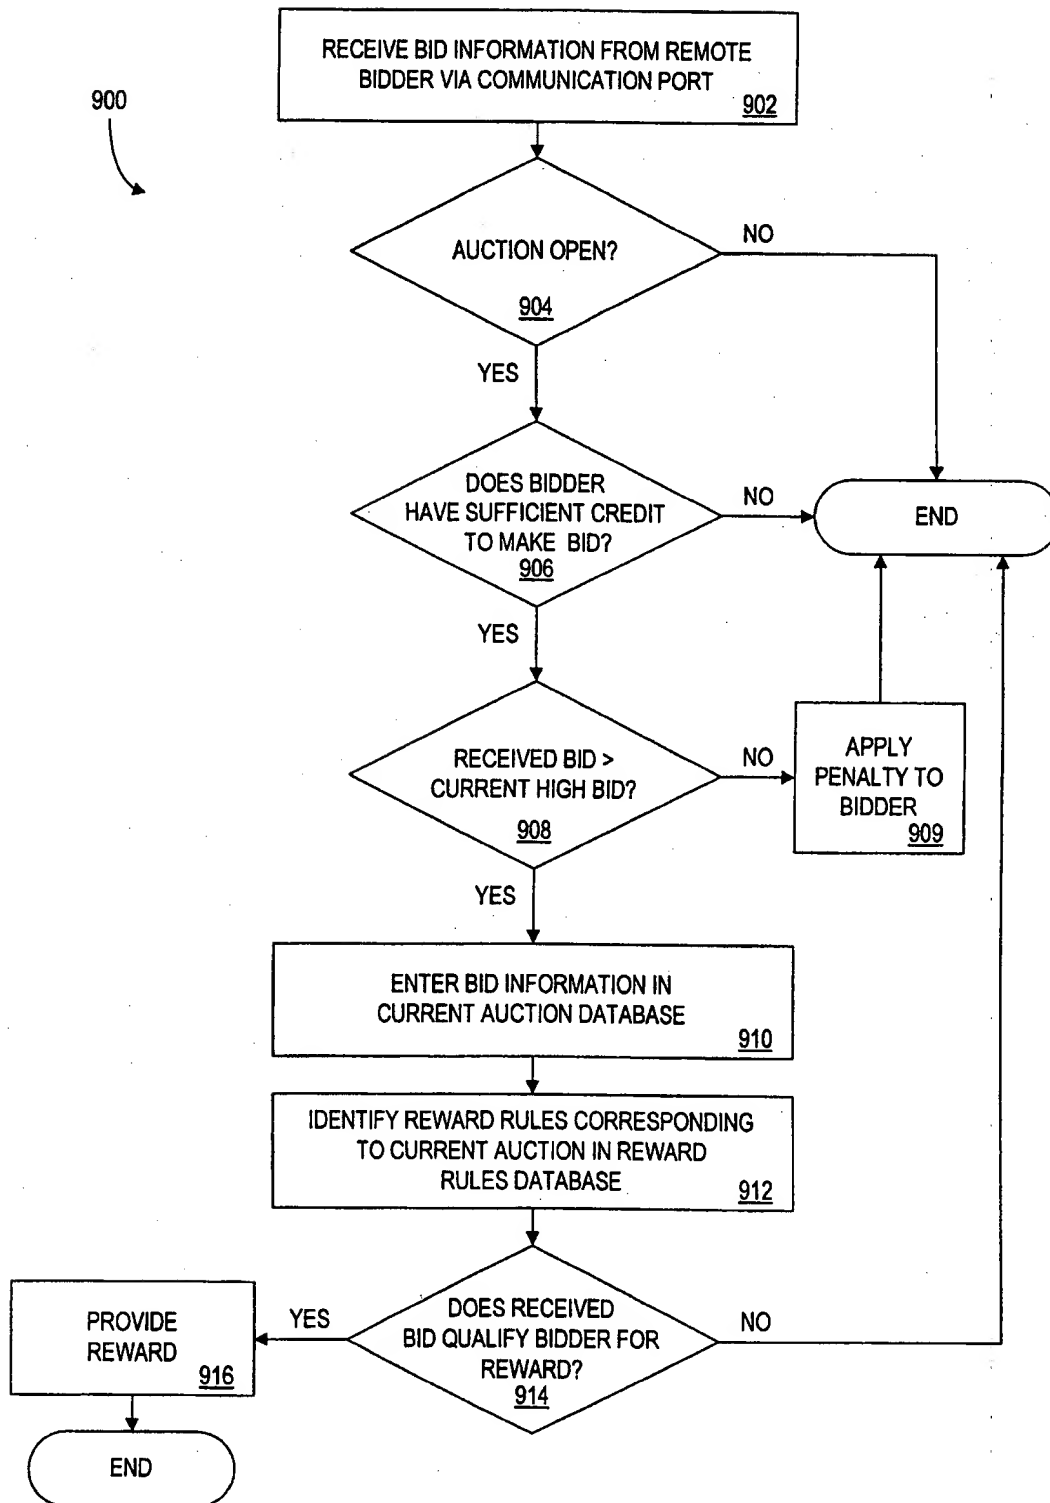 RECEIVE BID INFORMATION FROM REMOTE
BIDDER VIA COMMUNICATION PORT
902
900
AUCTION OPEN?
904
NO
YES
DOES BIDDER
HAVE SUFFICIENT CREDIT
TO MAKE BID?
906
NO
END
YES
RECEIVED BID >
CURRENT HIGH BID?
908
NO
APPLY
PENALTY TO
BIDDER
909
YES
ENTER BID INFORMATION IN
CURRENT AUCTION DATABASE
910
IDENTIFY REWARD RULES CORRESPONDING
TO CURRENT AUCTION IN REWARD
RULES DATABASE
912
DOES RECEIVED
BID QUALIFY BIDDER FOR
REWARD?
914
YES
NO
PROVIDE
REWARD
916
END